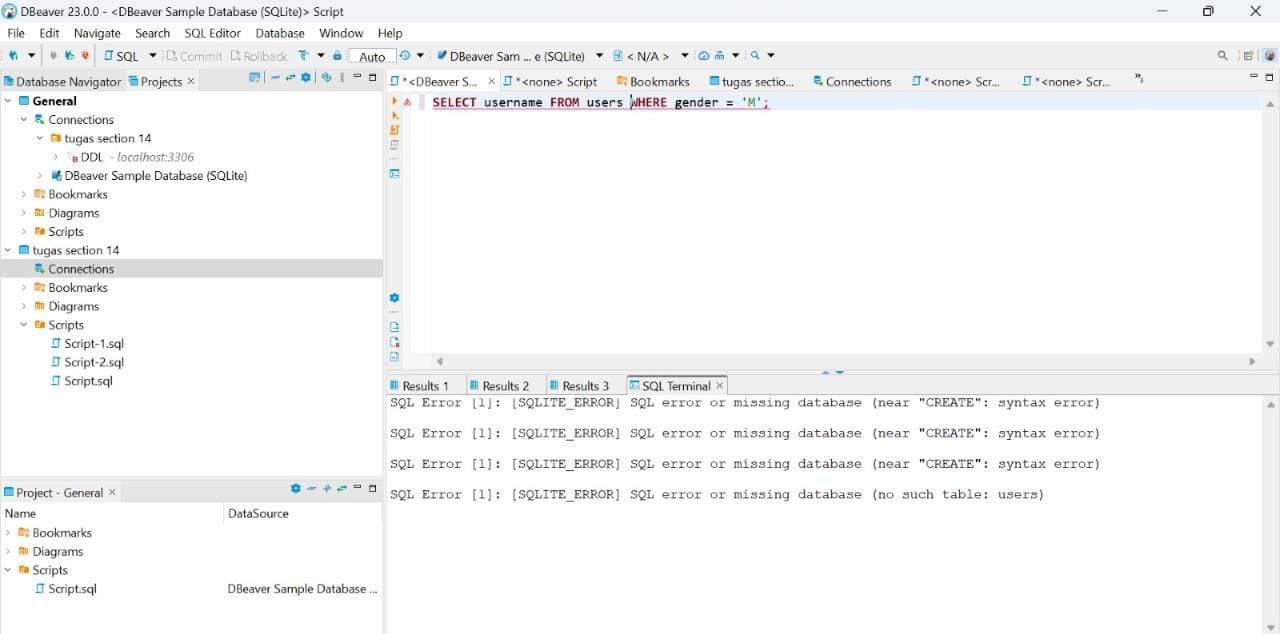 DBeaver 23.0.0 - <DBeaver Sample Database (SQLite)> Script
File Edit Navigate Search SQL Editor Database Window Help
SQL Commit Rollback Auto DBeaver Sam ... e (SQLite) < N/A >
Database Navigator Projects
General
Connections
tugas section 14
DDL - localhost:3306
DBeaver Sample Database (SQLite)
Bookmarks
Diagrams
Scripts
tugas section 14
Connections
Bookmarks
Diagrams
Scripts
Script-1.sql
Script-2.sql
Script.sql
Project - General
Name DataSource
Bookmarks
Diagrams
Scripts
Script.sql DBeaver Sample Database ...
*<DBeaver S... *<none> Script Bookmarks tugas sectio... Connections *<none> Scr... *<none> Scr...
SELECT username FROM users WHERE gender = 'M';
Results 1 Results 2 Results 3 SQL Terminal
SQL Error [1]: [SQLITE_ERROR] SQL error or missing database (near "CREATE": syntax error)
SQL Error [1]: [SQLITE_ERROR] SQL error or missing database (near "CREATE": syntax error)
SQL Error [1]: [SQLITE_ERROR] SQL error or missing database (near "CREATE": syntax error)
SQL Error [1]: [SQLITE_ERROR] SQL error or missing database (no such table: users)